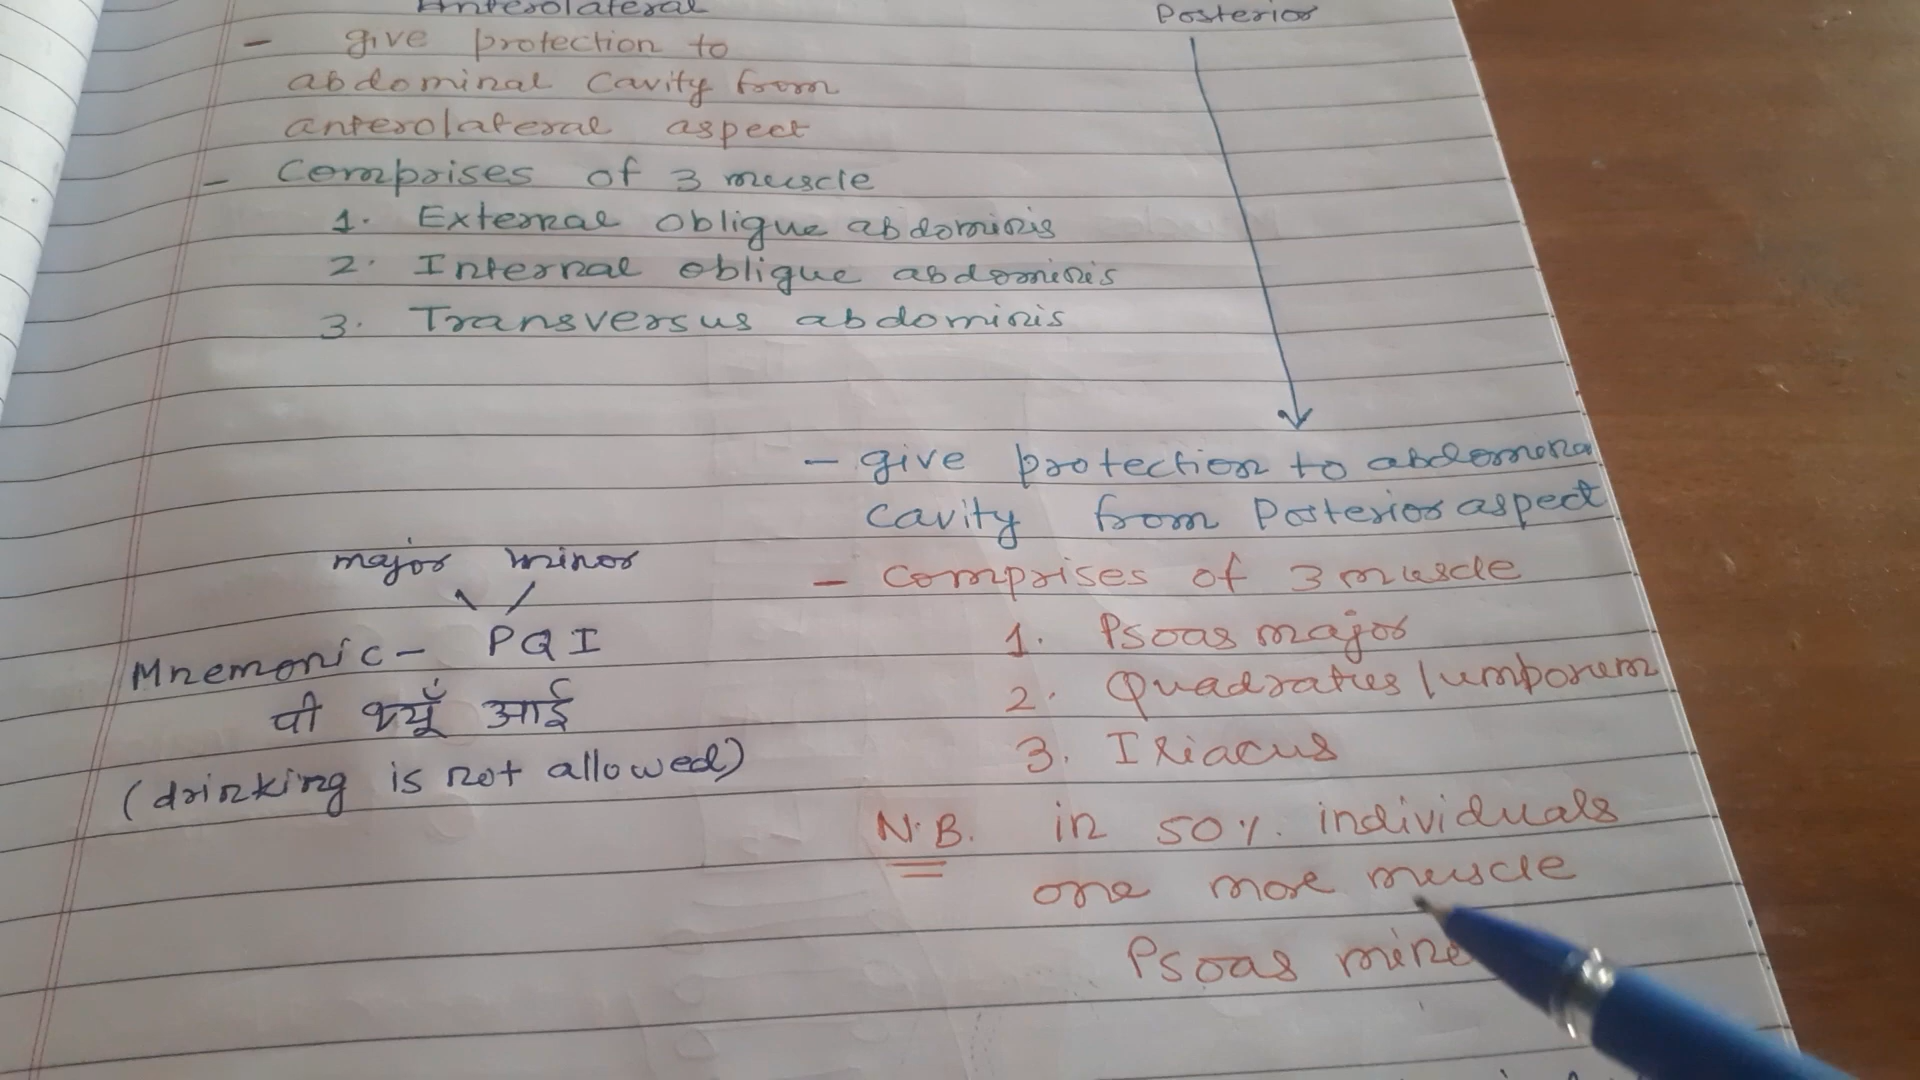 Anterolateral
Posterior
- give protection to
abdominal cavity from
anterolateral aspect
- Comprises of 3 muscle
1. External oblique abdominis
2. Internal oblique abdominis
3. Transversus abdominis
- give protection to abdomona
cavity from Posterior aspect
- Comprises of 3 muscle
1. Psoas major
2. Quadratus lumborum
3. Iliacus
N.B. in 50%. individuals
one more muscle
Psoas mino
major minor
Mnemonic - PQI
पी क्यूँ आई
(drinking is not allowed)